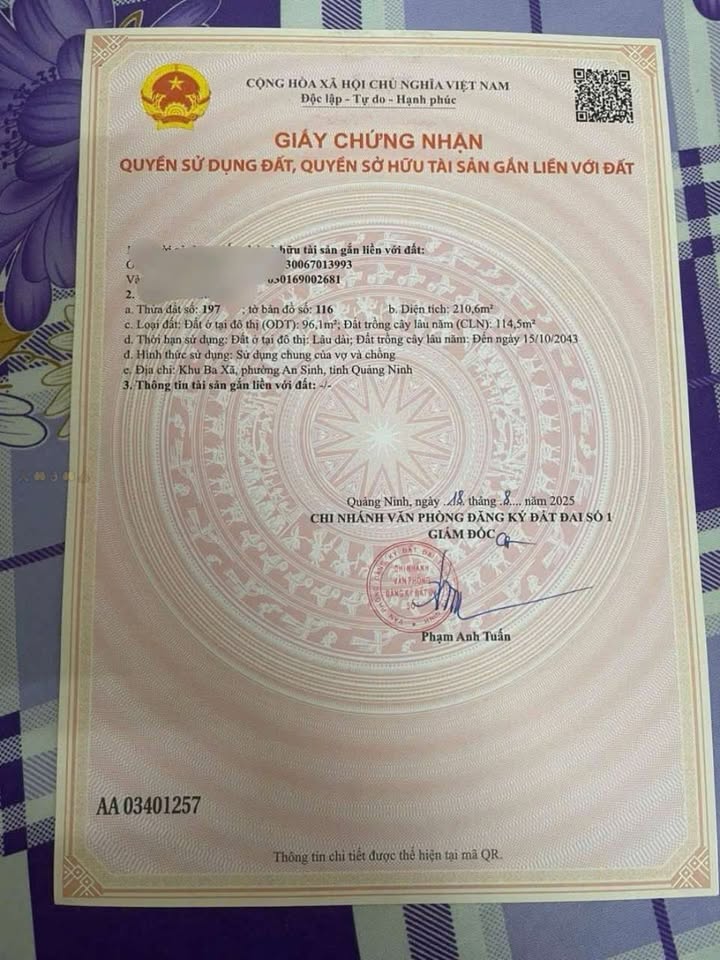 CỘNG HÒA XÃ HỘI CHỦ NGHĨA VIỆT NAM
Độc lập - Tự do - Hạnh phúc
GIẤY CHỨNG NHẬN
QUYỀN SỬ DỤNG ĐẤT, QUYỀN SỞ HỮU TÀI SẢN GẮN LIỀN VỚI ĐẤT
hữu tài sản gắn liền với đất:
30067013993
030169002681
2.
a. Thửa đất số: 197 ; tờ bản đồ số: 116 b. Diện tích: 210,6m²
c. Loại đất: Đất ở tại đô thị (ODT): 96,1m²; Đất trồng cây lâu năm (CLN): 114,5m²
d. Thời hạn sử dụng: Đất ở tại đô thị: Lâu dài; Đất trồng cây lâu năm: Đến ngày 15/10/2043
đ. Hình thức sử dụng: Sử dụng chung của vợ và chồng
e. Địa chỉ: Khu Ba Xã, phường An Sinh, tỉnh Quảng Ninh
3. Thông tin tài sản gắn liền với đất: -/-
Quảng Ninh, ngày .18. tháng .8.... năm 2025
CHI NHÁNH VĂN PHÒNG ĐĂNG KÝ ĐẤT ĐAI SỐ 1
GIÁM ĐỐC
CHI NHÁNH
VĂN PHÒNG
ĐĂNG KÝ ĐẤT
SỐ
Phạm Anh Tuấn
AA 03401257
Thông tin chi tiết được thể hiện tại mã QR.